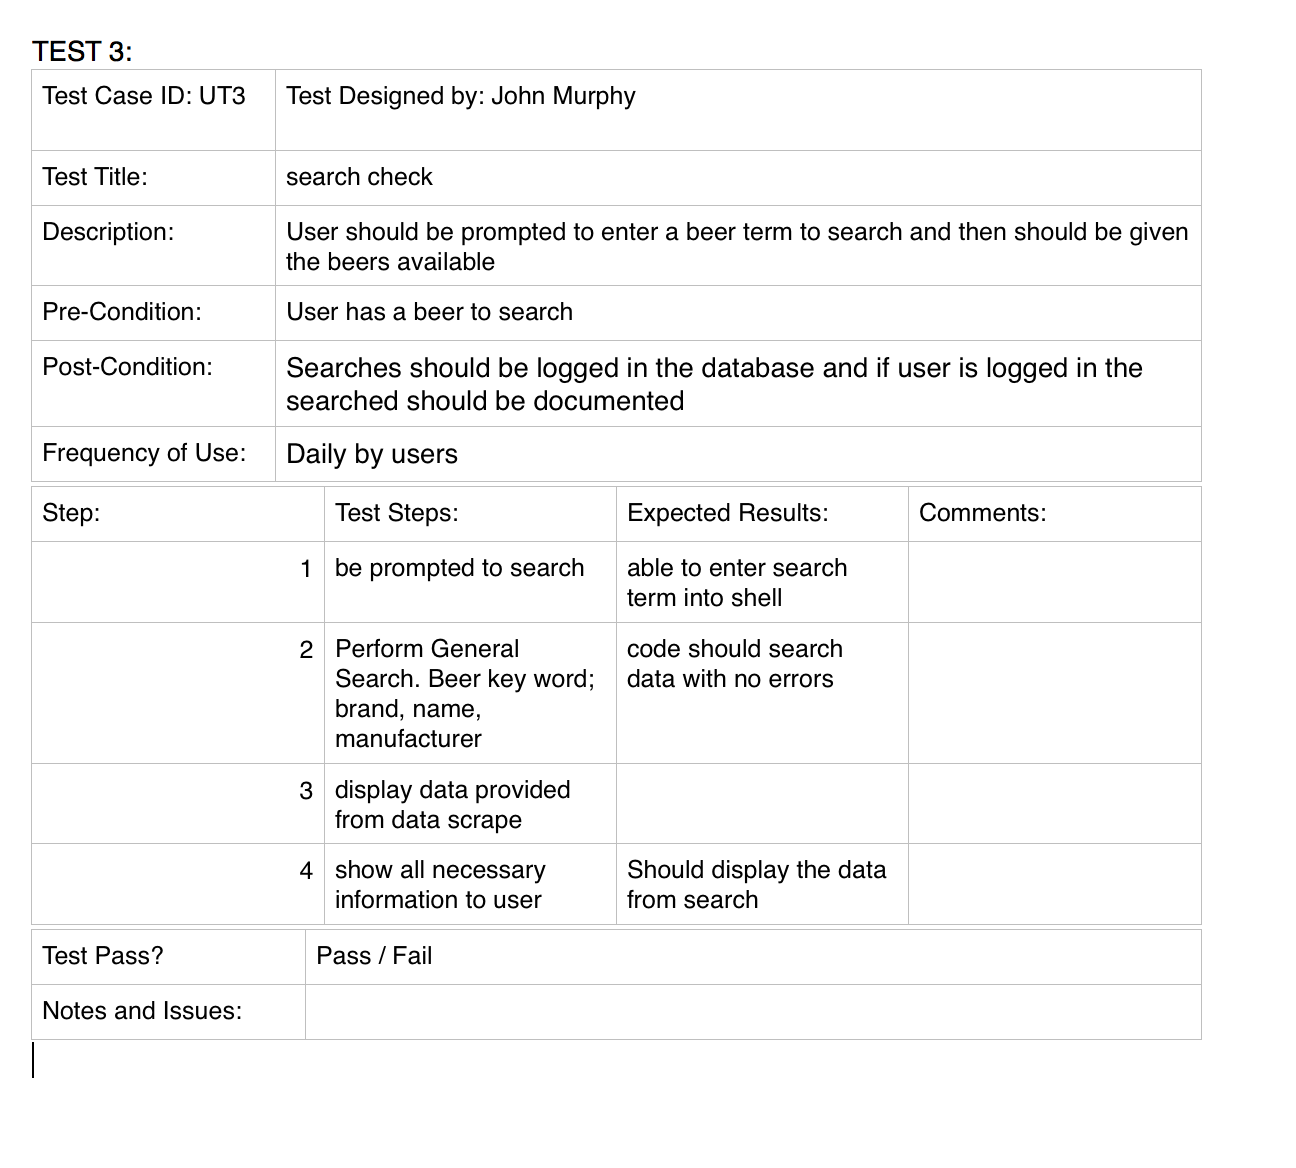 TEST 3:
Test Case ID: UT3
Test Designed by: John Murphy
Test Title:
search check
Description:
User should be prompted to enter a beer term to search and then should be given
the beers available
Pre-Condition:
User has a beer to search
Post-Condition:
Searches should be logged in the database and if user is logged in the
searched should be documented
Frequency of Use:
Daily by users
Step:
Test Steps:
Expected Results:
Comments:
1
be prompted to search
able to enter search
term into shell
2
Perform General
Search. Beer key word;
brand, name,
manufacturer
code should search
data with no errors
3
display data provided
from data scrape
4
show all necessary
information to user
Should display the data
from search
Test Pass?
Pass / Fail
Notes and Issues: